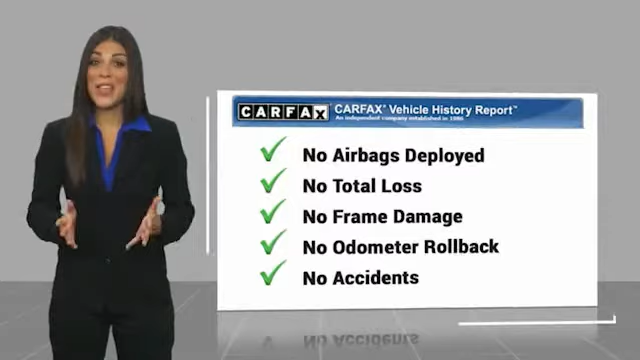 CARFAX CARFAX® Vehicle History Report™
An independent company established in 1986
No Airbags Deployed
No Total Loss
No Frame Damage
No Odometer Rollback
No Accidents